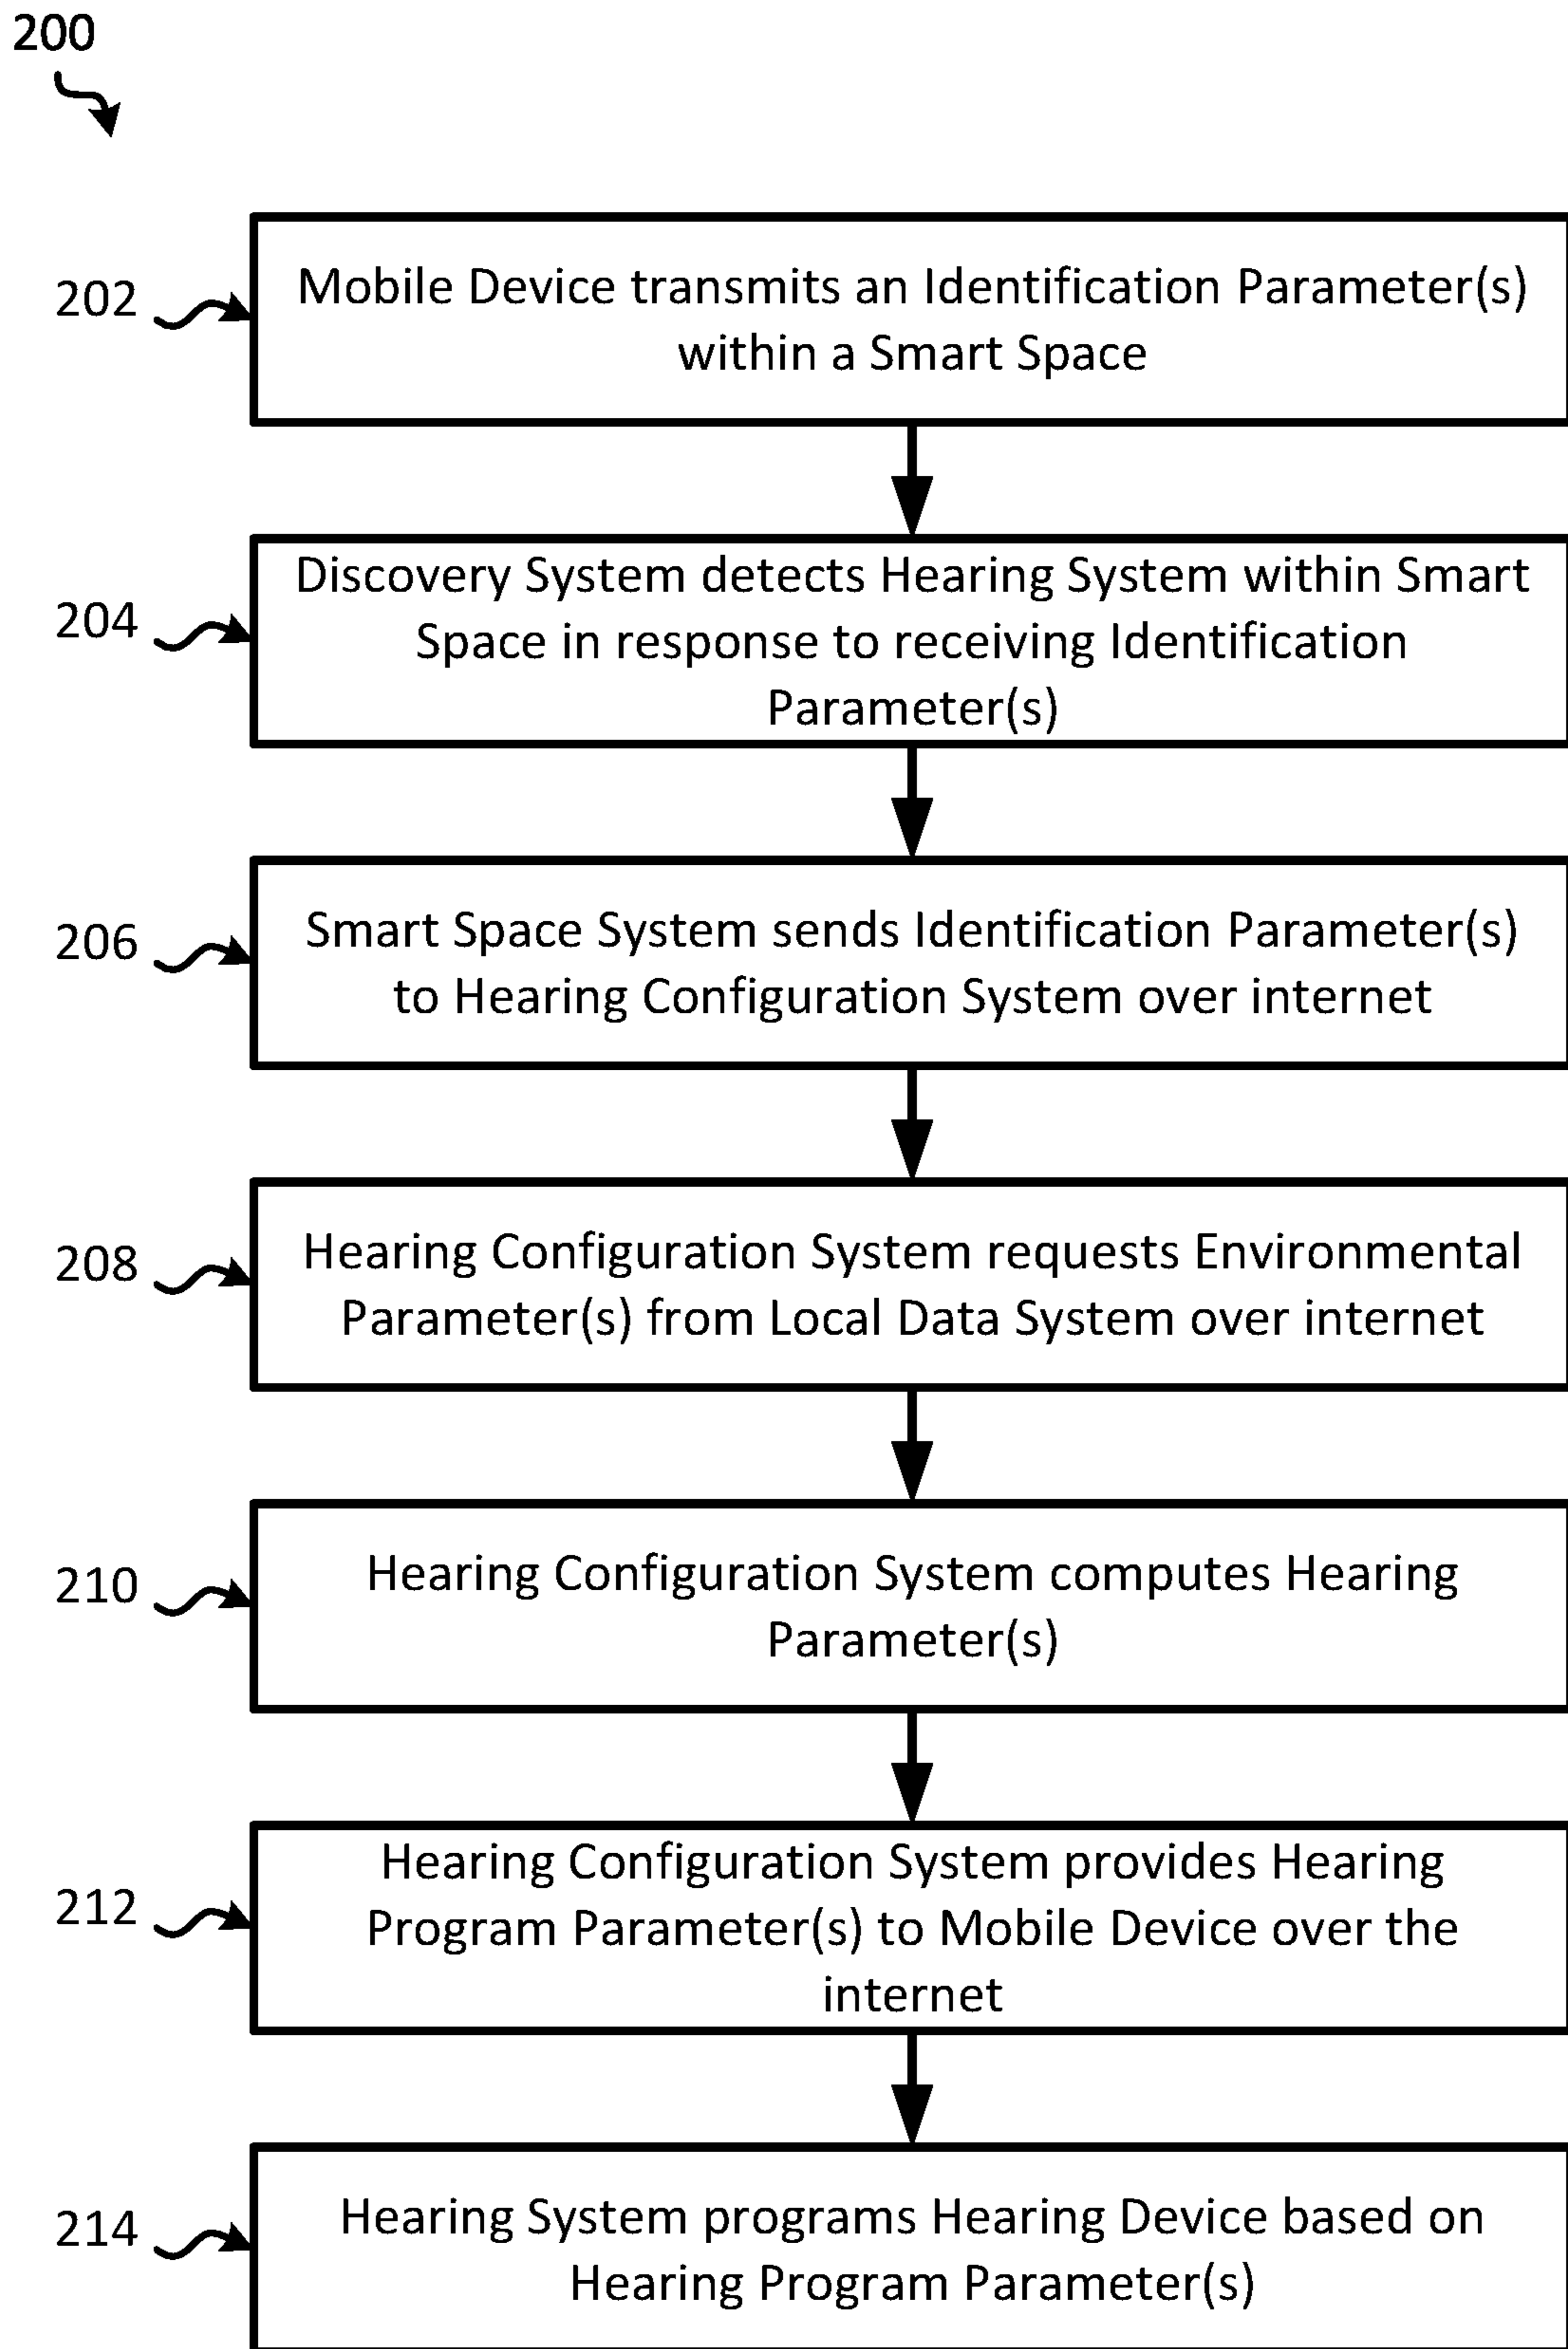 200
202
Mobile Device transmits an Identification Parameter(s)
within a Smart Space
204
Discovery System detects Hearing System within Smart
Space in response to receiving Identification
Parameter(s)
206
Smart Space System sends Identification Parameter(s)
to Hearing Configuration System over internet
208
Hearing Configuration System requests Environmental
Parameter(s) from Local Data System over internet
210
Hearing Configuration System computes Hearing
Parameter(s)
212
Hearing Configuration System provides Hearing
Program Parameter(s) to Mobile Device over the
internet
214
Hearing System programs Hearing Device based on
Hearing Program Parameter(s)